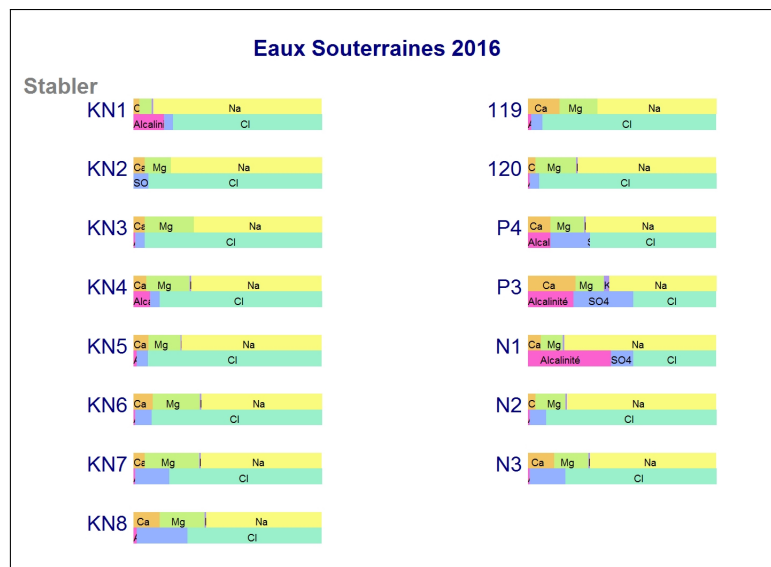 Eaux Souterraines 2016
Stabler
KN1
C Na
Alcalini Cl
KN2
Ca Mg Na
SO Cl
KN3
Ca Mg Na
Cl
KN4
Ca Mg Na
Alca Cl
KN5
Ca Mg Na
Cl
KN6
Ca Mg Na
Cl
KN7
Ca Mg Na
Cl
KN8
Ca Mg Na
Cl
119
Ca Mg Na
Cl
120
C Mg Na
Cl
P4
Ca Mg Na
Alcal S Cl
P3
Ca Mg K Na
Alcalinité SO4 Cl
N1
Ca Mg Na
Alcalinité SO4 Cl
N2
C Mg Na
Cl
N3
Ca Mg Na
Cl